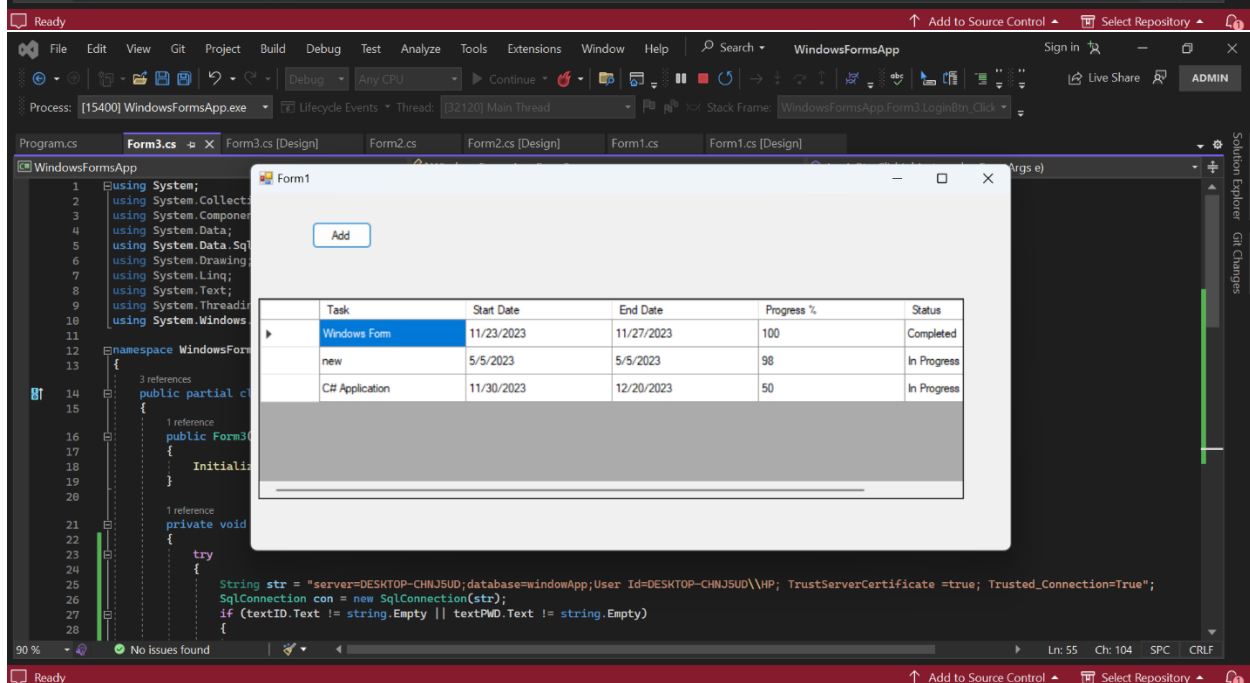 Ready Add to Source Control Select Repository 1
File Edit View Git Project Build Debug Test Analyze Tools Extensions Window Help Search WindowsFormsApp Sign in
Debug Any CPU Continue Live Share ADMIN
Process: [15400] WindowsFormsApp.exe Lifecycle Events Thread: [32120] Main Thread Stack Frame: WindowsFormsApp.Form3.LoginBtn_Click
Program.cs Form3.cs Form3.cs [Design] Form2.cs Form2.cs [Design] Form1.cs Form1.cs [Design]
WindowsFormsApp Args e)
Form1
Add
Task Start Date End Date Progress % Status
Windows Form 11/23/2023 11/27/2023 100 Completed
new 5/5/2023 5/5/2023 98 In Progress
C# Application 11/30/2023 12/20/2023 50 In Progress
1 using System;
2 using System.Collecti
3 using System.Componen
4 using System.Data;
5 using System.Data.Sql
6 using System.Drawing;
7 using System.Linq;
8 using System.Text;
9 using System.Threadin
10 using System.Windows.
11
12 namespace WindowsForm
13 {
3 references
14 public partial cl
15 {
1 reference
16 public Form3(
17 {
18 Initializ
19 }
20
1 reference
21 private void
22 {
23 try
24 {
25 String str = "server=DESKTOP-CHNJ5UD;database=windowApp;User Id=DESKTOP-CHNJ5UD\\HP; TrustServerCertificate =true; Trusted_Connection=True";
26 SqlConnection con = new SqlConnection(str);
27 if (textID.Text != string.Empty || textPWD.Text != string.Empty)
28 {
Solution Explorer
Git Changes
90 % No issues found Ln: 55 Ch: 104 SPC CRLF
Ready Add to Source Control Select Repository 1